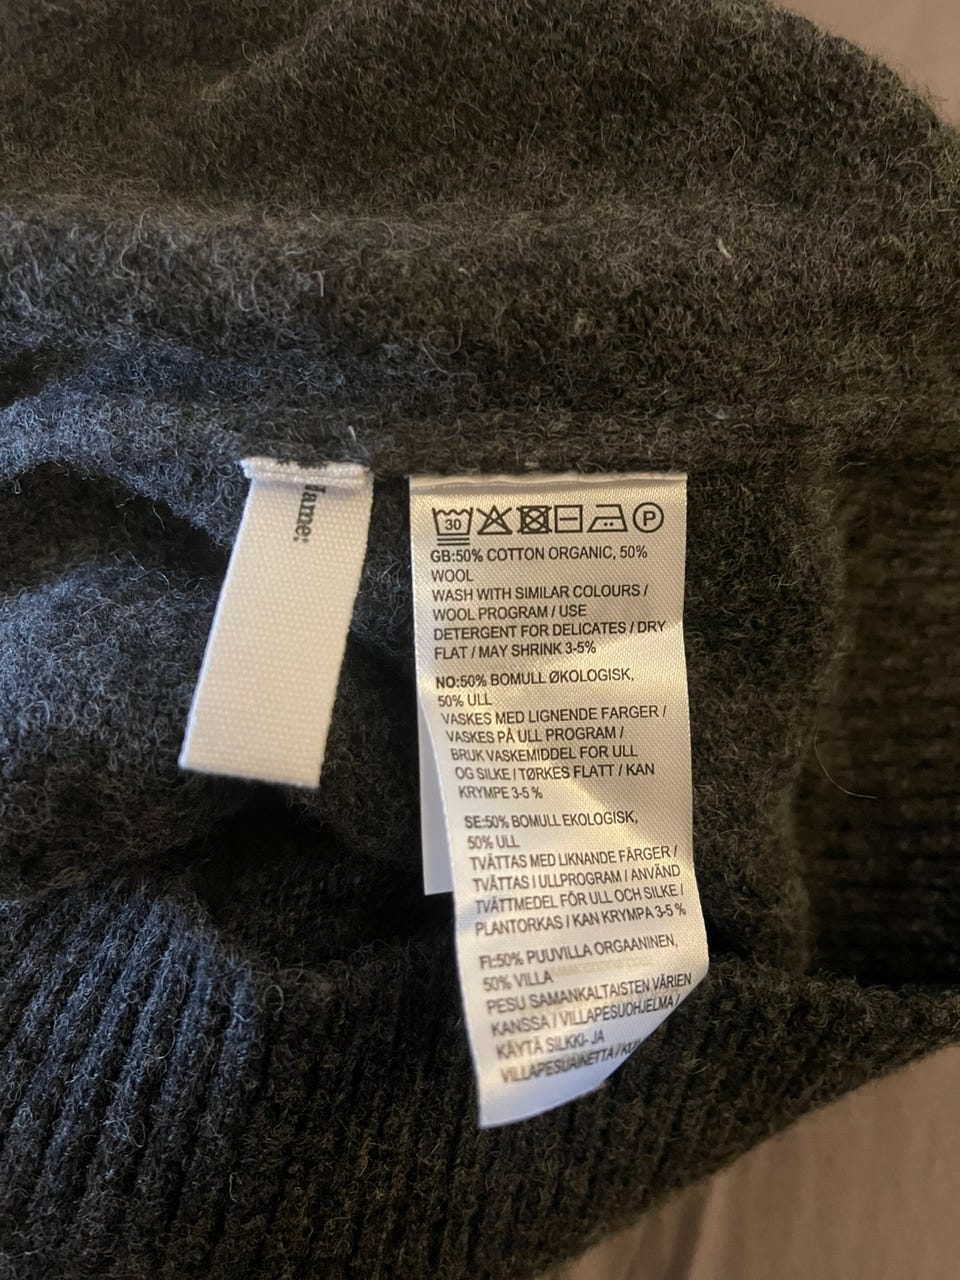 ame:
30 P
GB:50% COTTON ORGANIC, 50%
WOOL
WASH WITH SIMILAR COLOURS /
WOOL PROGRAM / USE
DETERGENT FOR DELICATES / DRY
FLAT / MAY SHRINK 3-5%
NO:50% BOMULL ØKOLOGISK,
50% ULL
VASKES MED LIGNENDE FARGER /
VASKES PÅ ULL PROGRAM /
BRUK VASKEMIDDEL FOR ULL
OG SILKE / TØRKES FLATT / KAN
KRYMPE 3-5 %
SE:50% BOMULL EKOLOGISK,
50% ULL
TVÄTTAS MED LIKNANDE FÄRGER /
TVÄTTAS I ULLPROGRAM / ANVÄND
TVÄTTMEDEL FÖR ULL OCH SILKE /
PLANTORKAS / KAN KRYMPA 3-5 %
FI:50% PUUVILLA ORGAANINEN,
50% VILLA
PESU SAMANKALTAISTEN VÄRIEN
KANSSA / VILLAPESUOHJELMA /
KÄYTÄ SILKKI- JA
VILLAPESUAINETTA /